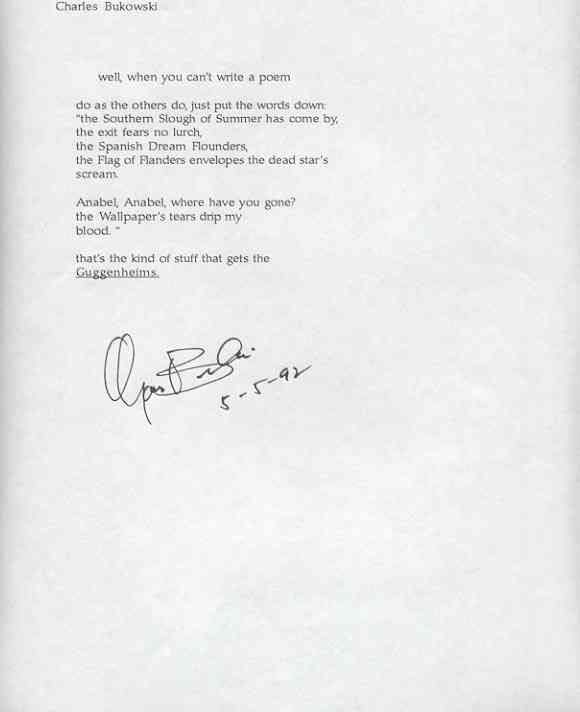 Charles Bukowski
well, when you can't write a poem
do as the others do, just put the words down:
"the Southern Slough of Summer has come by,
the exit fears no lurch,
the Spanish Dream Flounders,
the Flag of Flanders envelopes the dead star's
scream.
Anabel, Anabel, where have you gone?
the Wallpaper's tears drip my
blood. "
that's the kind of stuff that gets the
Guggenheims.
5-5-92